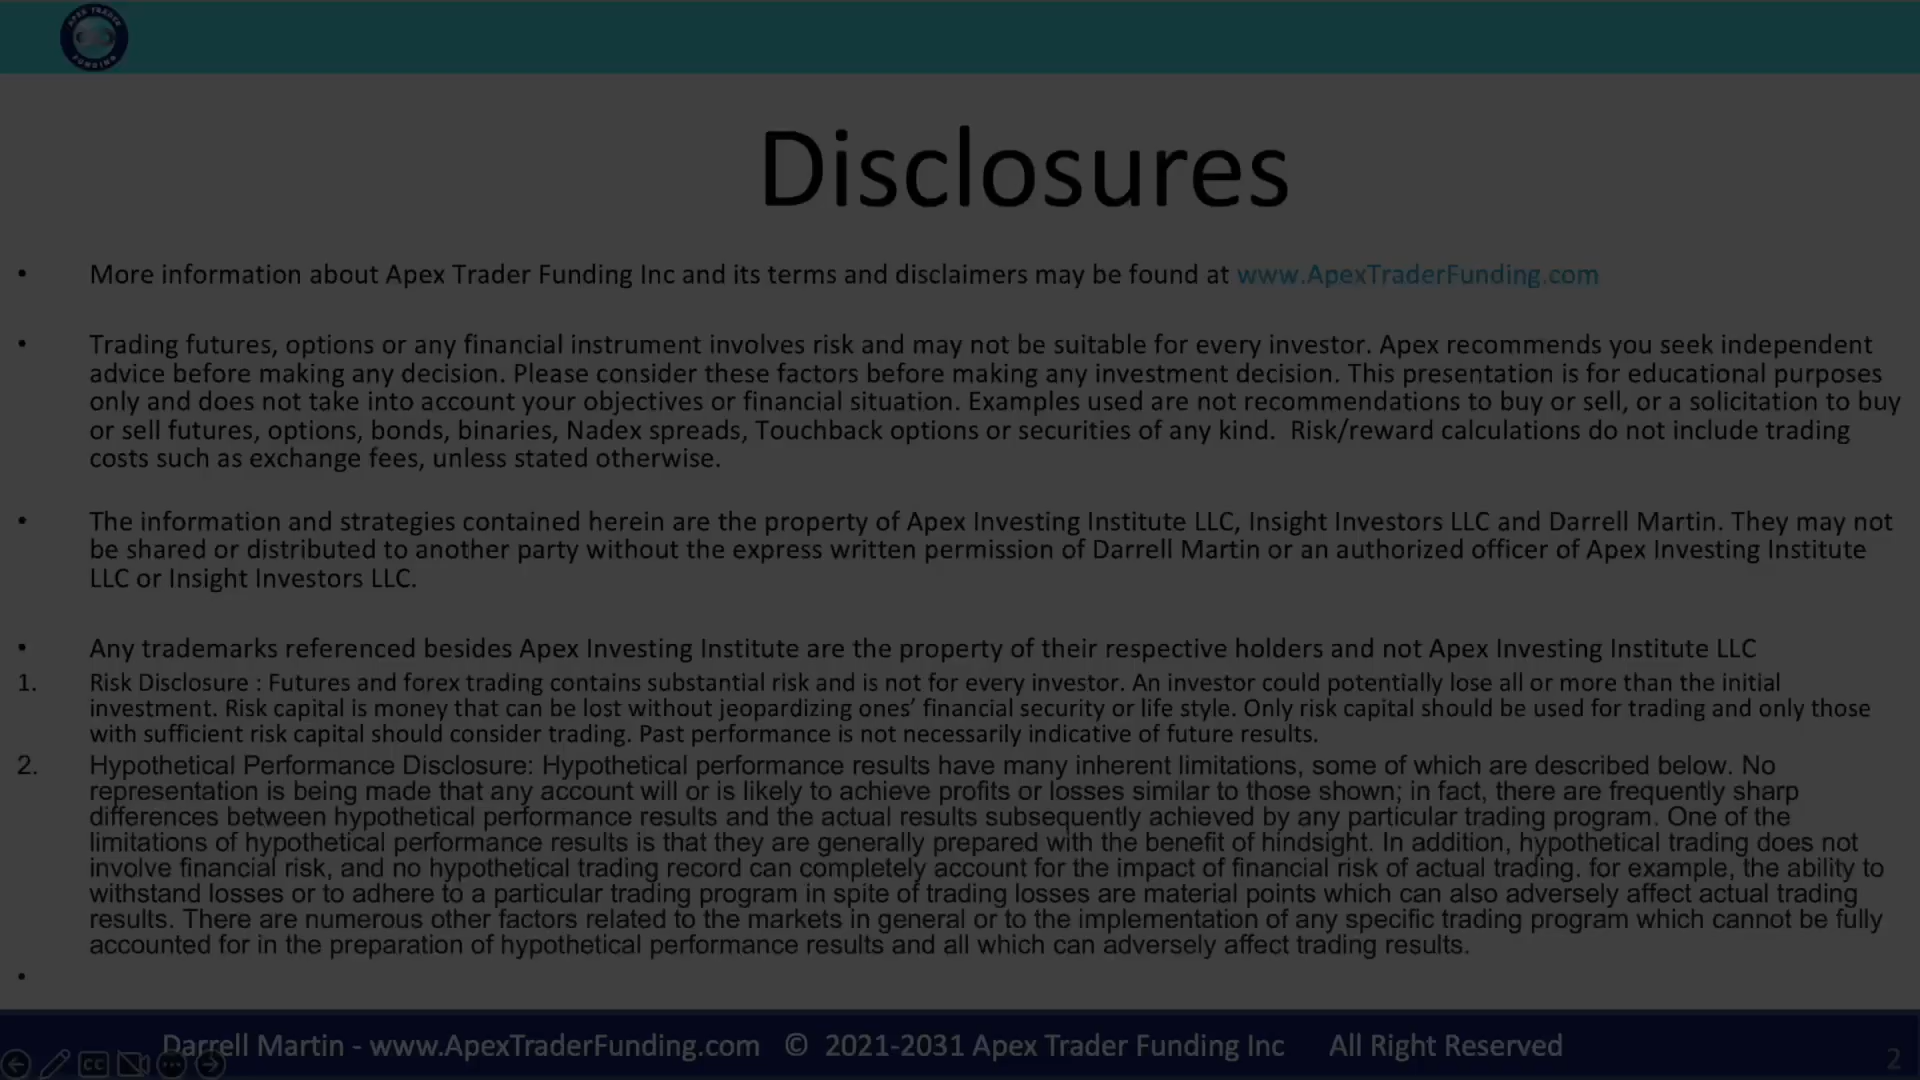 APEX TRADER
FUNDING
Disclosures
• More information about Apex Trader Funding Inc and its terms and disclaimers may be found at www.ApexTraderFunding.com
• Trading futures, options or any financial instrument involves risk and may not be suitable for every investor. Apex recommends you seek independent
advice before making any decision. Please consider these factors before making any investment decision. This presentation is for educational purposes
only and does not take into account your objectives or financial situation. Examples used are not recommendations to buy or sell, or a solicitation to buy
or sell futures, options, bonds, binaries, Nadex spreads, Touchback options or securities of any kind. Risk/reward calculations do not include trading
costs such as exchange fees, unless stated otherwise.
• The information and strategies contained herein are the property of Apex Investing Institute LLC, Insight Investors LLC and Darrell Martin. They may not
be shared or distributed to another party without the express written permission of Darrell Martin or an authorized officer of Apex Investing Institute
LLC or Insight Investors LLC.
• Any trademarks referenced besides Apex Investing Institute are the property of their respective holders and not Apex Investing Institute LLC
1. Risk Disclosure : Futures and forex trading contains substantial risk and is not for every investor. An investor could potentially lose all or more than the initial
investment. Risk capital is money that can be lost without jeopardizing ones’ financial security or life style. Only risk capital should be used for trading and only those
with sufficient risk capital should consider trading. Past performance is not necessarily indicative of future results.
2. Hypothetical Performance Disclosure: Hypothetical performance results have many inherent limitations, some of which are described below. No
representation is being made that any account will or is likely to achieve profits or losses similar to those shown; in fact, there are frequently sharp
differences between hypothetical performance results and the actual results subsequently achieved by any particular trading program. One of the
limitations of hypothetical performance results is that they are generally prepared with the benefit of hindsight. In addition, hypothetical trading does not
involve financial risk, and no hypothetical trading record can completely account for the impact of financial risk of actual trading. for example, the ability to
withstand losses or to adhere to a particular trading program in spite of trading losses are material points which can also adversely affect actual trading
results. There are numerous other factors related to the markets in general or to the implementation of any specific trading program which cannot be fully
accounted for in the preparation of hypothetical performance results and all which can adversely affect trading results.
•
Darrell Martin - www.ApexTraderFunding.com © 2021-2031 Apex Trader Funding Inc All Right Reserved
CC
2